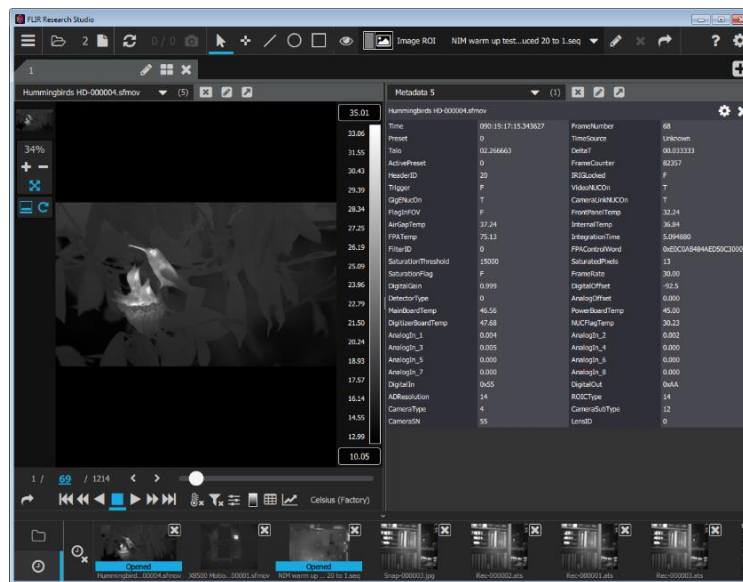 FLIR Research Studio
2
0 / 0
Image ROI
NIM warm up test...uced 20 to 1.seq
?
1
Hummingbirds HD-000004.sfmov
(5)
34%
35.01
33.06
31.55
30.43
29.39
28.34
27.25
26.19
25.09
23.96
22.79
21.50
20.24
18.93
17.57
16.14
14.55
12.99
10.05
1 / 69 / 1214
Celsius (Factory)
Metadata 5
(1)
Hummingbirds HD-000004.sfmov
Time 090:19:17:15.343627 FrameNumber 68
Preset 0 TimeSource Unknown
Talo 02.266663 DeltaT 00.033333
ActivePreset 0 FrameCounter 82357
HeaderID 20 IRIGLocked F
Trigger F VideoNUCOn T
GigENucOn T CameraLinkNUCOn T
FlagInFOV F FrontPanelTemp 32.24
AirGapTemp 37.24 InternalTemp 36.84
FPATemp 75.13 IntegrationTime 5.094880
FilterID 0 FPAControlWord
SaturationThreshold 15000 SaturatedPixels 13
SaturationFlag F FrameRate 30.00
DigitalGain 0.999 DigitalOffset -92.5
DetectorType 0 AnalogOffset 0.000
MainBoardTemp 46.56 PowerBoardTemp 45.00
DigitizerBoardTemp 47.68 NUCFlagTemp 30.23
AnalogIn_1 0.004 AnalogIn_2 0.002
AnalogIn_3 0.005 AnalogIn_4 0.000
AnalogIn_5 0.000 AnalogIn_6 0.000
AnalogIn_7 0.000 AnalogIn_8 0.000
DigitalIn 0x55 DigitalOut 0xAA
ADResolution 14 ROICType 14
CameraType 4 CameraSubType 12
CameraSN 55 LensID 0
Opened
Opened
Hummingbird...00004.sfmov
X8500 Motio...00001.sfmov
NIM warm up ... 20 to 1.seq
Snap-000003.jpg
Rec-000002.ats
Rec-000001.ats
Rec-000003.ats